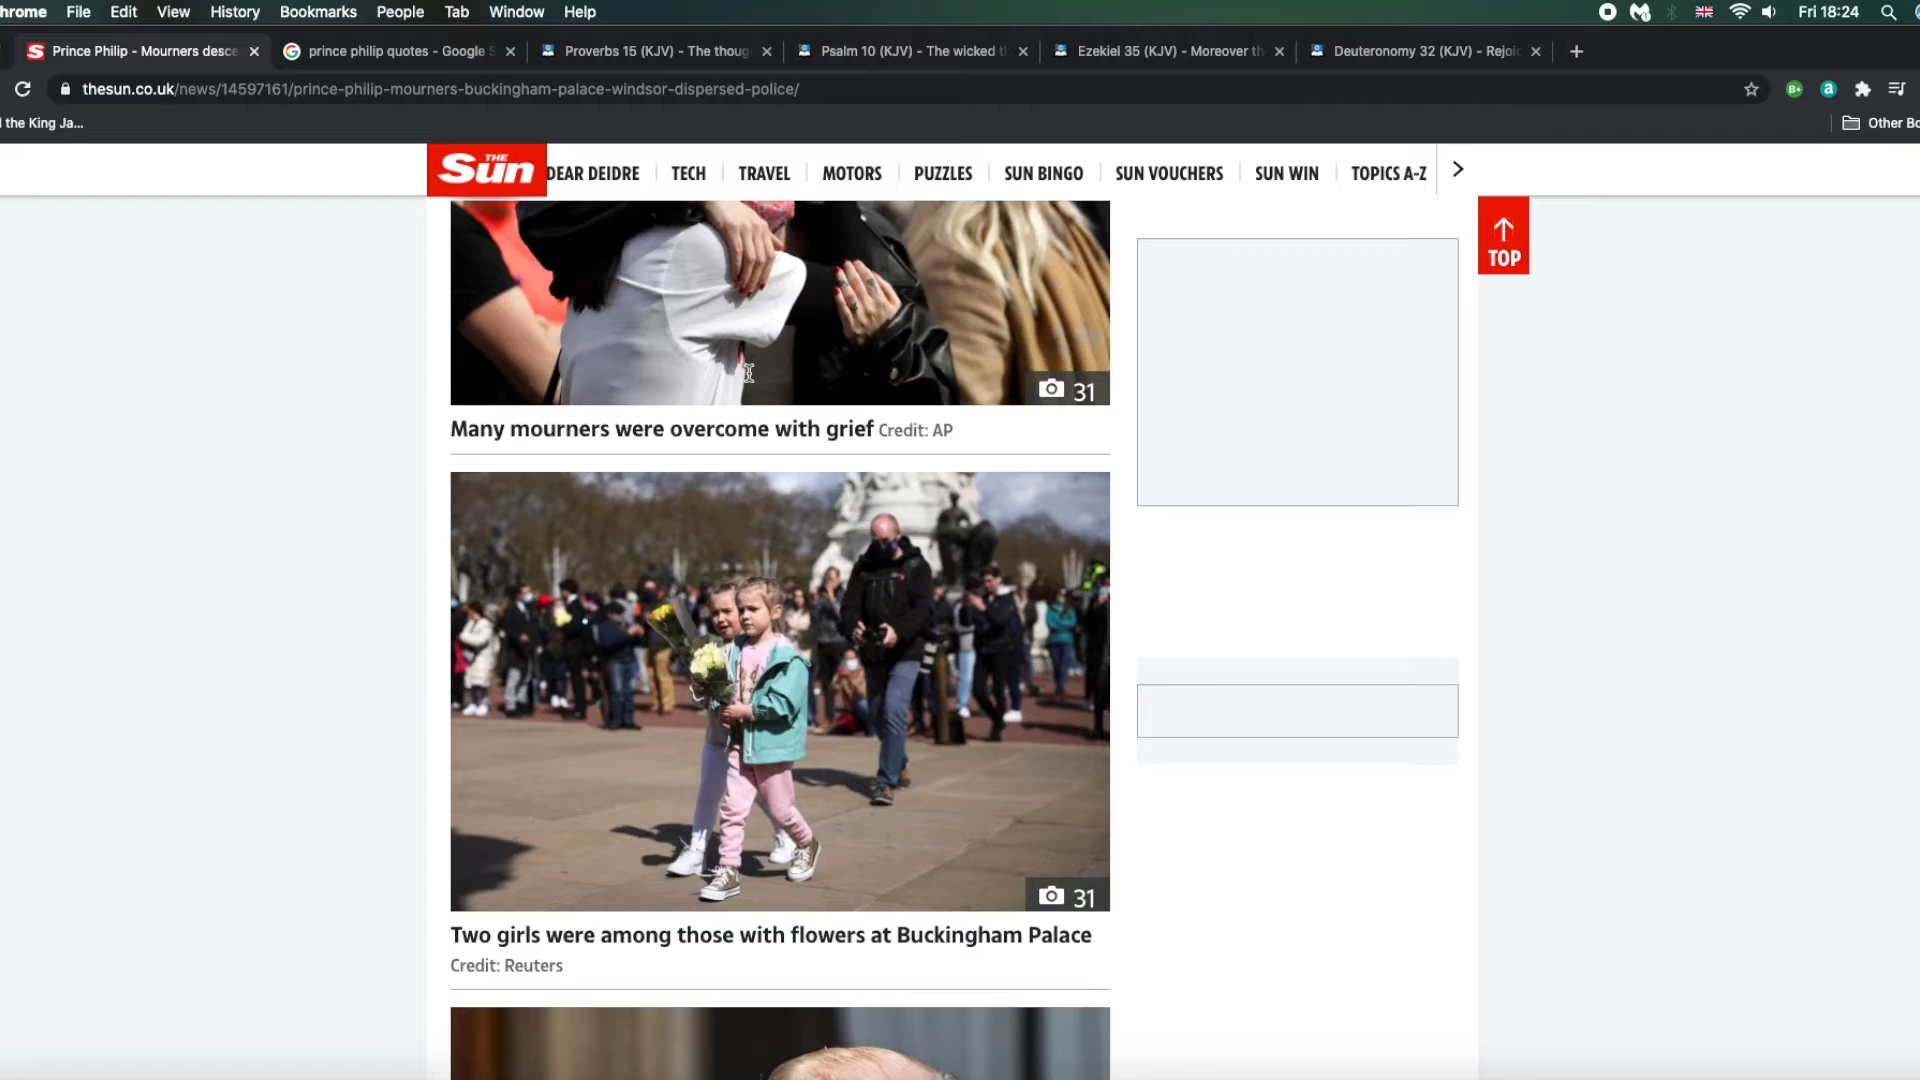 hrome File Edit View History Bookmarks People Tab Window Help Fri 18:24
Prince Philip - Mourners desce
prince philip quotes - Google S
Proverbs 15 (KJV) - The thoug
Psalm 10 (KJV) - The wicked t
Ezekiel 35 (KJV) - Moreover th
Deuteronomy 32 (KJV) - Rejoic
thesun.co.uk/news/14597161/prince-philip-mourners-buckingham-palace-windsor-dispersed-police/
B+
a
the King Ja...
Other Bo
THE Sun
DEAR DEIDRE TECH TRAVEL MOTORS PUZZLES SUN BINGO SUN VOUCHERS SUN WIN TOPICS A-Z
TOP
31
Many mourners were overcome with grief Credit: AP
31
Two girls were among those with flowers at Buckingham Palace
Credit: Reuters